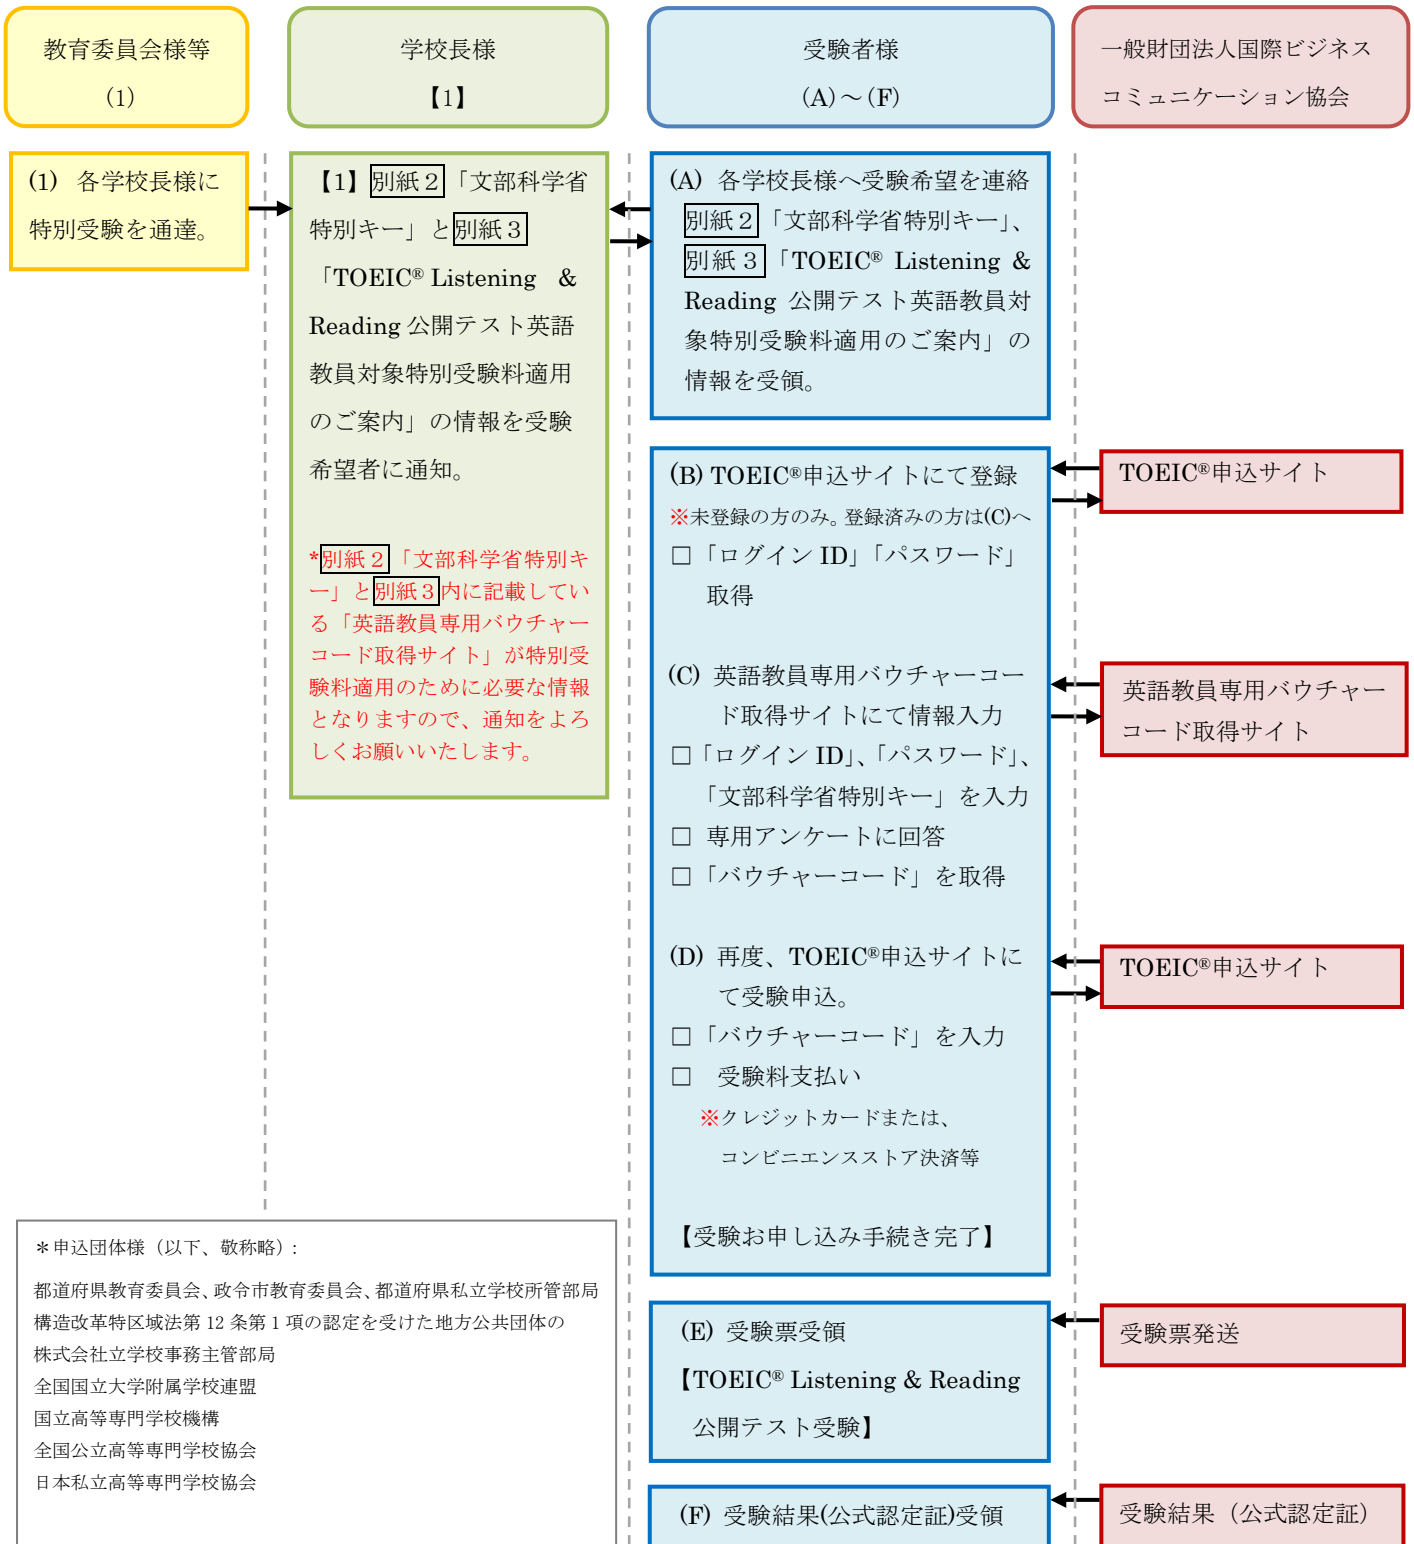 教育委員会様等
(1)
学校長様
【1】
受験者様
(A)～(F)
一般財団法人国際ビジネス
コミュニケーション協会
(1) 各学校長様に
特別受験を通達。
【1】別紙２「文部科学省
特別キー」と別紙３
「TOEIC® Listening &
Reading 公開テスト英語
教員対象特別受験料適用
のご案内」の情報を受験
希望者に通知。
*別紙２「文部科学省特別キ
ー」と別紙３内に記載してい
る「英語教員専用バウチャー
コード取得サイト」が特別受
験料適用のために必要な情報
となりますので、通知をよろ
しくお願いいたします。
(A) 各学校長様へ受験希望を連絡
別紙２「文部科学省特別キー」、
別紙３「TOEIC® Listening &
Reading 公開テスト英語教員対
象特別受験料適用のご案内」の
情報を受領。
(B) TOEIC®申込サイトにて登録
※未登録の方のみ。登録済みの方は(C)へ
□「ログイン ID」「パスワード」
取得
(C) 英語教員専用バウチャーコー
ド取得サイトにて情報入力
□「ログイン ID」、「パスワード」、
「文部科学省特別キー」を入力
□ 専用アンケートに回答
□「バウチャーコード」を取得
(D) 再度、TOEIC®申込サイトに
て受験申込。
□「バウチャーコード」を入力
□ 受験料支払い
※クレジットカードまたは、
コンビニエンスストア決済等
【受験お申し込み手続き完了】
(E) 受験票受領
【TOEIC® Listening & Reading
公開テスト受験】
(F) 受験結果(公式認定証)受領
TOEIC®申込サイト
英語教員専用バウチャー
コード取得サイト
TOEIC®申込サイト
受験票発送
受験結果（公式認定証）
＊申込団体様（以下、敬称略）:
都道府県教育委員会、政令市教育委員会、都道府県私立学校所管部局
構造改革特区域法第 12 条第 1 項の認定を受けた地方公共団体の
株式会社立学校事務主管部局
全国国立大学附属学校連盟
国立高等専門学校機構
全国公立高等専門学校協会
日本私立高等専門学校協会